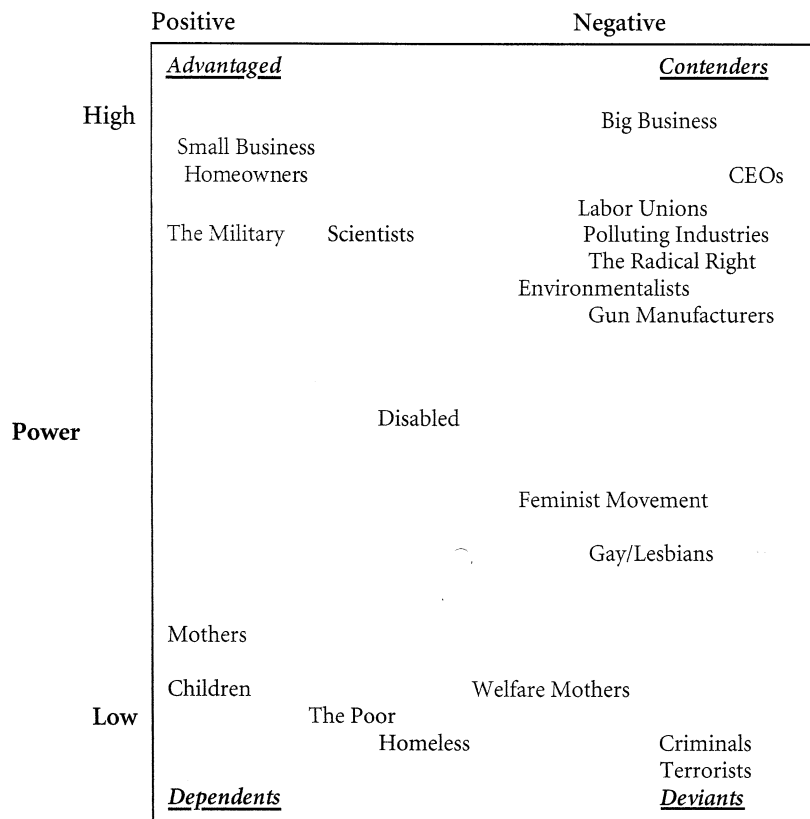 Positive Negative
Advantaged Contenders
High Big Business
Small Business
Homeowners CEOs
Labor Unions
The Military Scientists Polluting Industries
The Radical Right
Environmentalists
Gun Manufacturers
Disabled
Power
Feminist Movement
Gay/Lesbians
Mothers
Children Welfare Mothers
Low The Poor
Homeless Criminals
Terrorists
Dependents Deviants